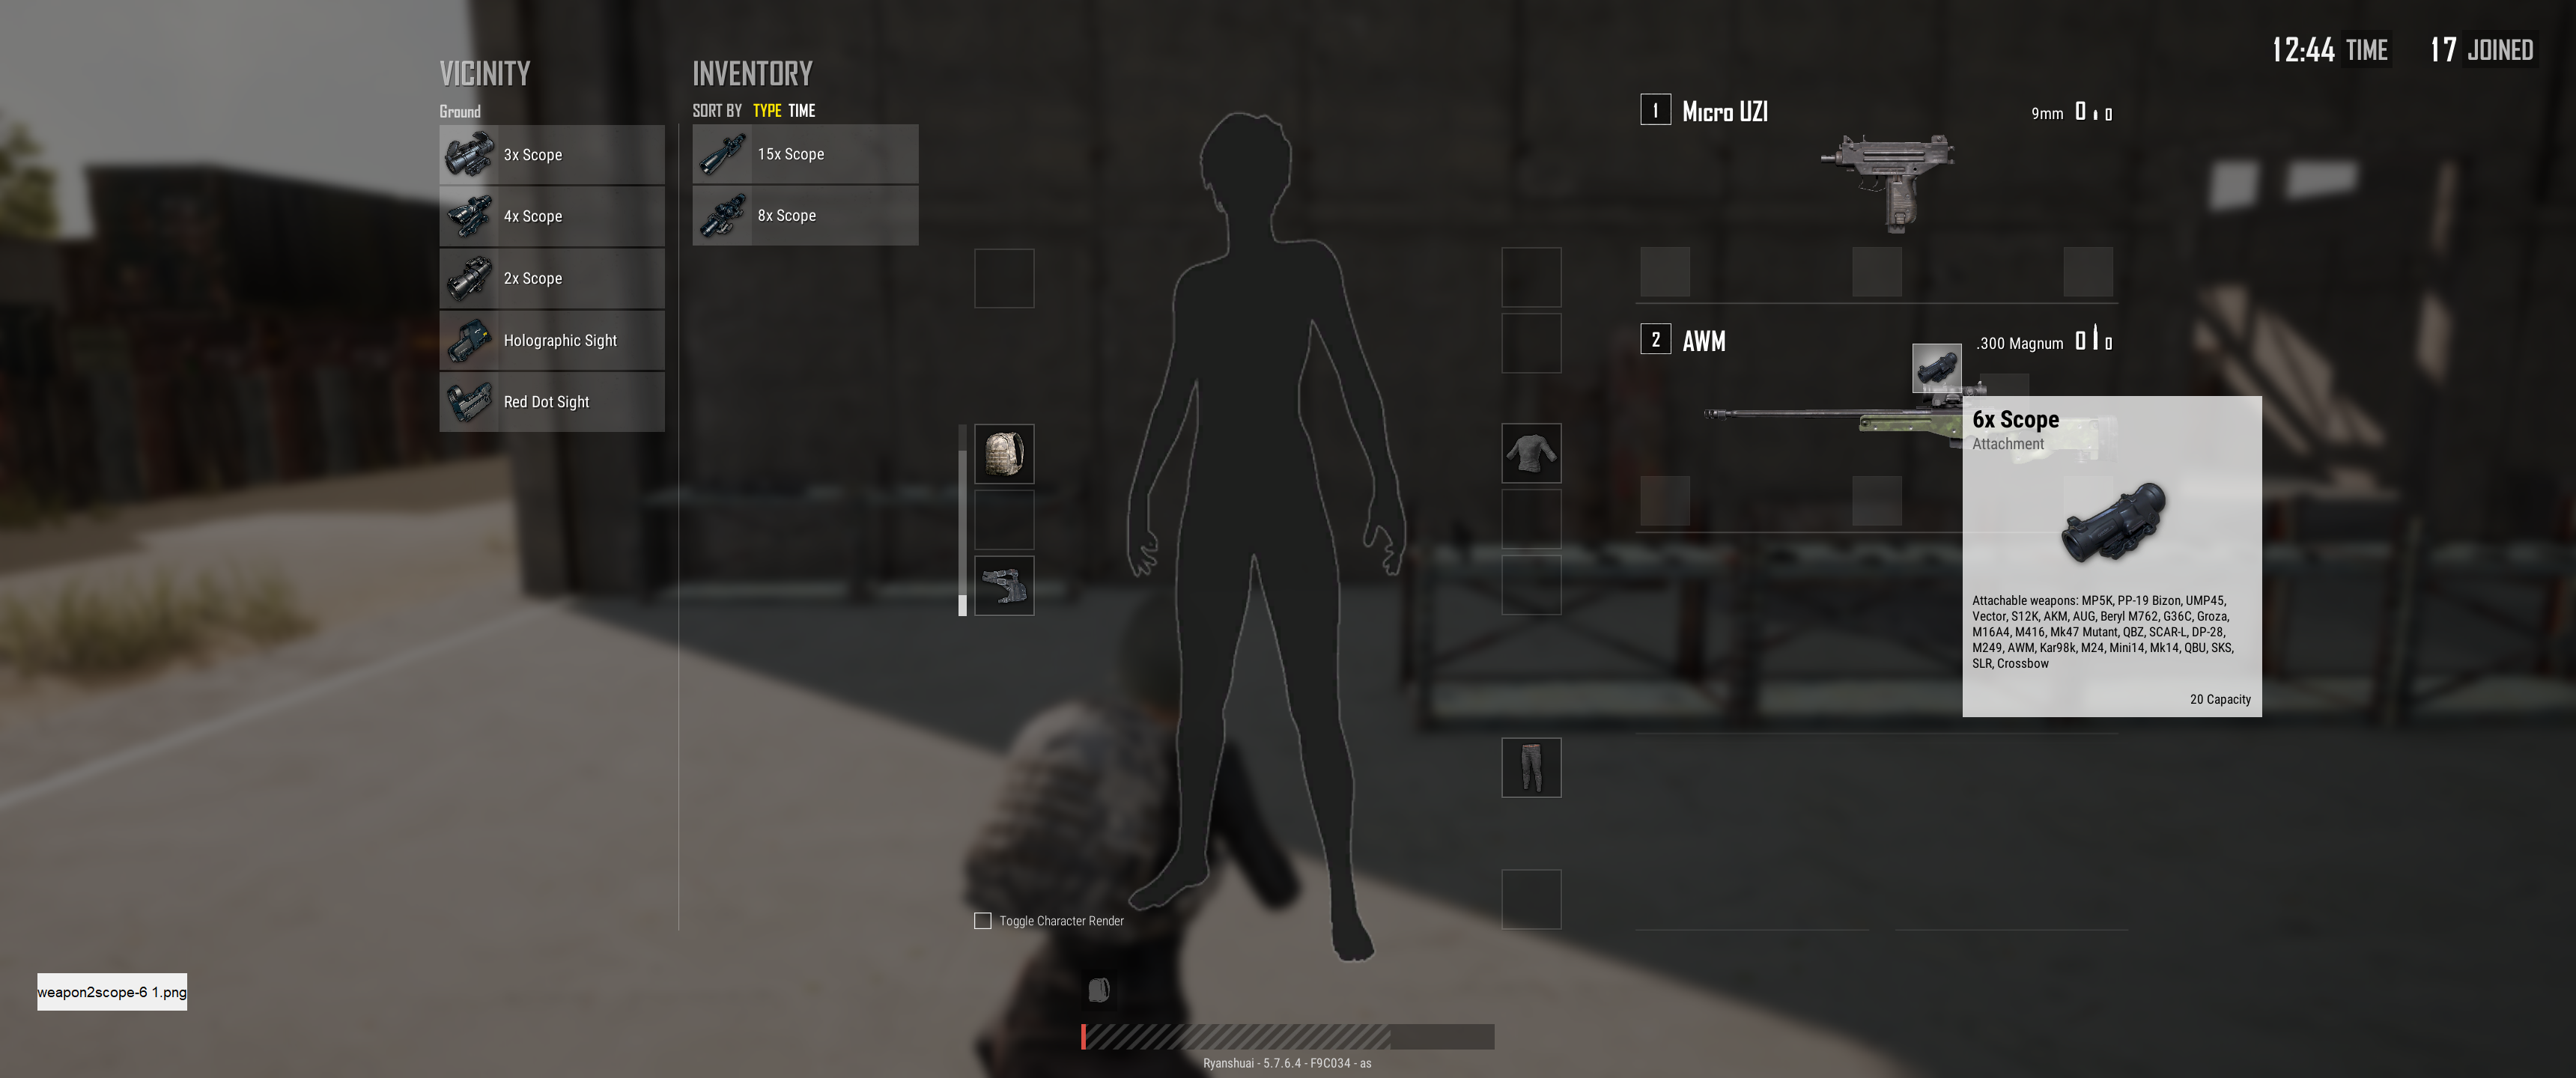 12:44 TIME 17 JOINED
VICINITY
Ground
3x Scope
4x Scope
2x Scope
Holographic Sight
Red Dot Sight
INVENTORY
SORT BY TYPE TIME
15x Scope
8x Scope
1 Micro UZI 9mm 0 0
2 AWM .300 Magnum 0 0
6x Scope
Attachment
Attachable weapons: MP5K, PP-19 Bizon, UMP45,
Vector, S12K, AKM, AUG, Beryl M762, G36C, Groza,
M16A4, M416, Mk47 Mutant, QBZ, SCAR-L, DP-28,
M249, AWM, Kar98k, M24, Mini14, Mk14, QBU, SKS,
SLR, Crossbow
20 Capacity
Toggle Character Render
weapon2scope-6 1.png
Ryanshuai - 5.7.6.4 - F9C034 - as